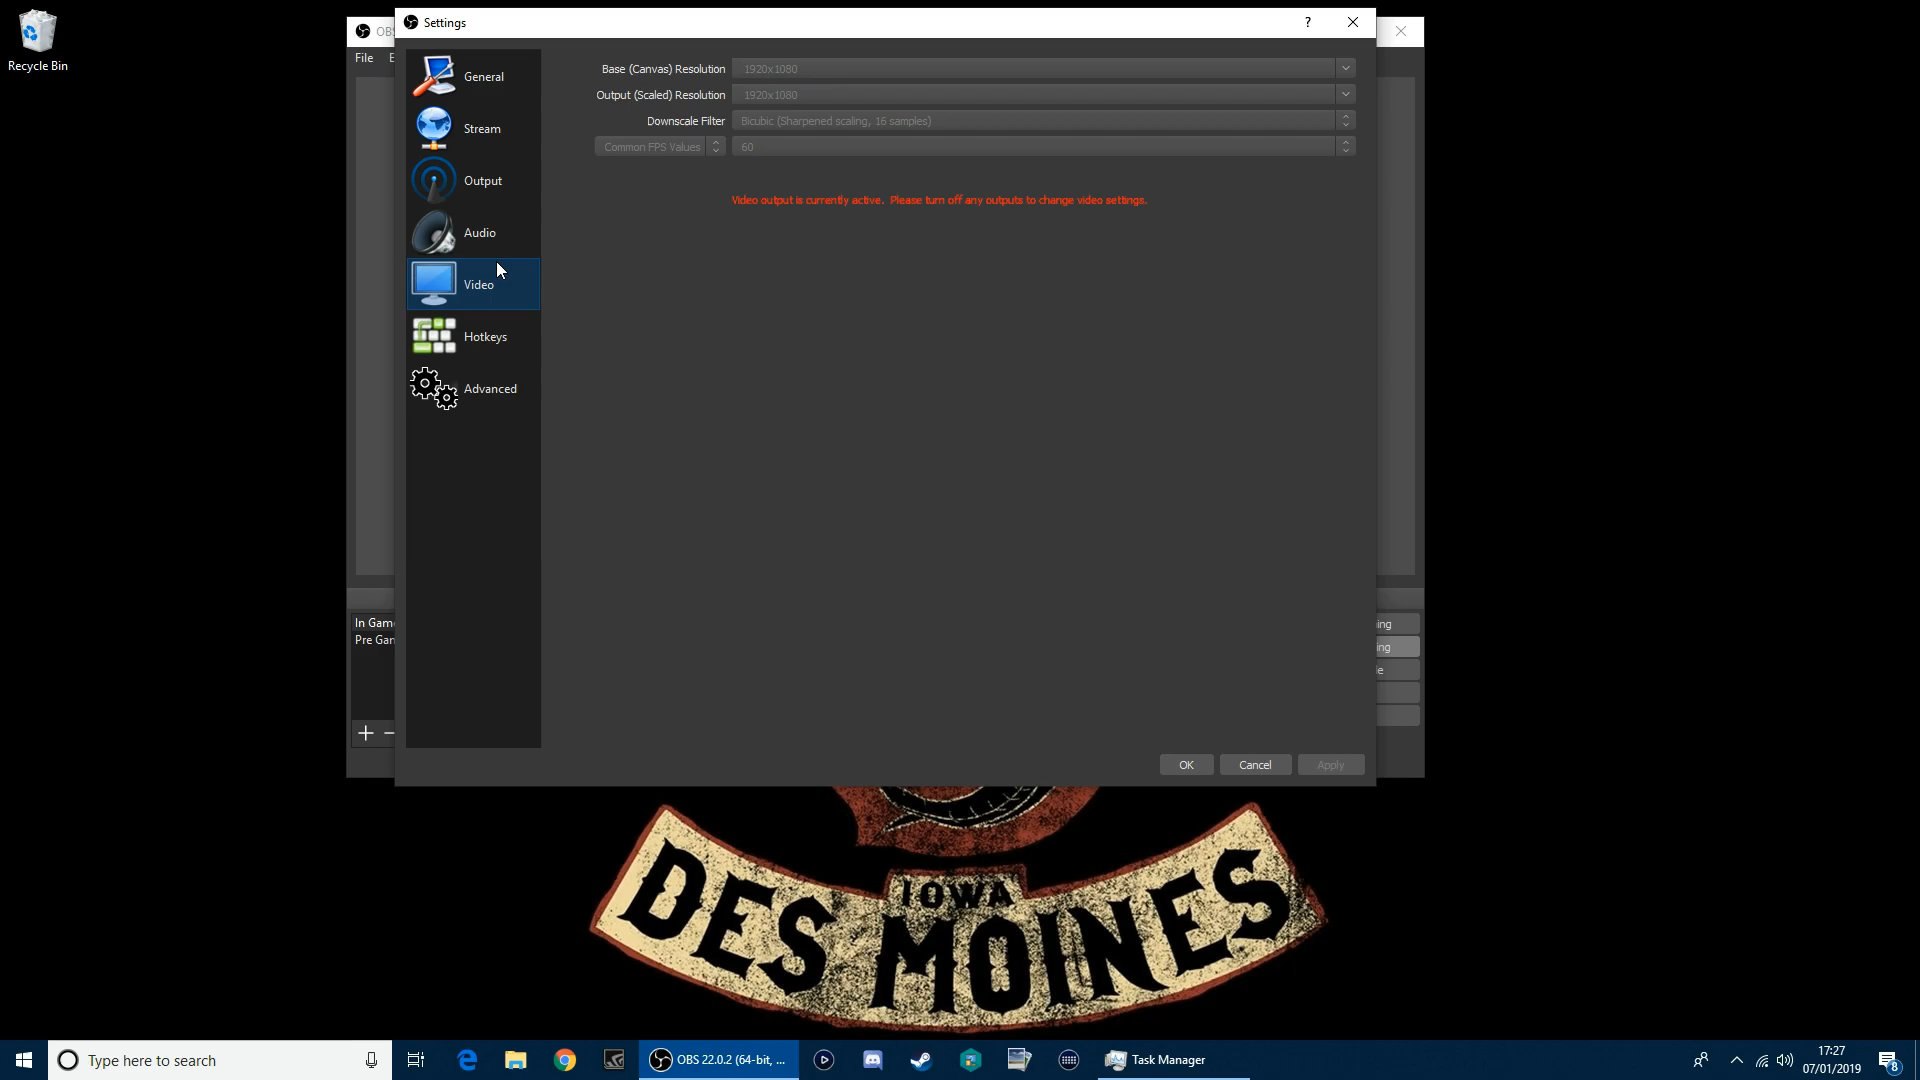 Recycle Bin
OBS
File
Settings
?
General
Stream
Output
Audio
Video
Hotkeys
Advanced
Base (Canvas) Resolution 1920x1080
Output (Scaled) Resolution 1920x1080
Downscale Filter Bicubic (Sharpened scaling, 16 samples)
Common FPS Values 60
Video output is currently active. Please turn off any outputs to change video settings.
In Game
Pre Gan
ing
ing
le
OK Cancel Apply
IOWA
DES MOINES
Type here to search
OBS 22.0.2 (64-bit, ...
Task Manager
17:27
07/01/2019
8